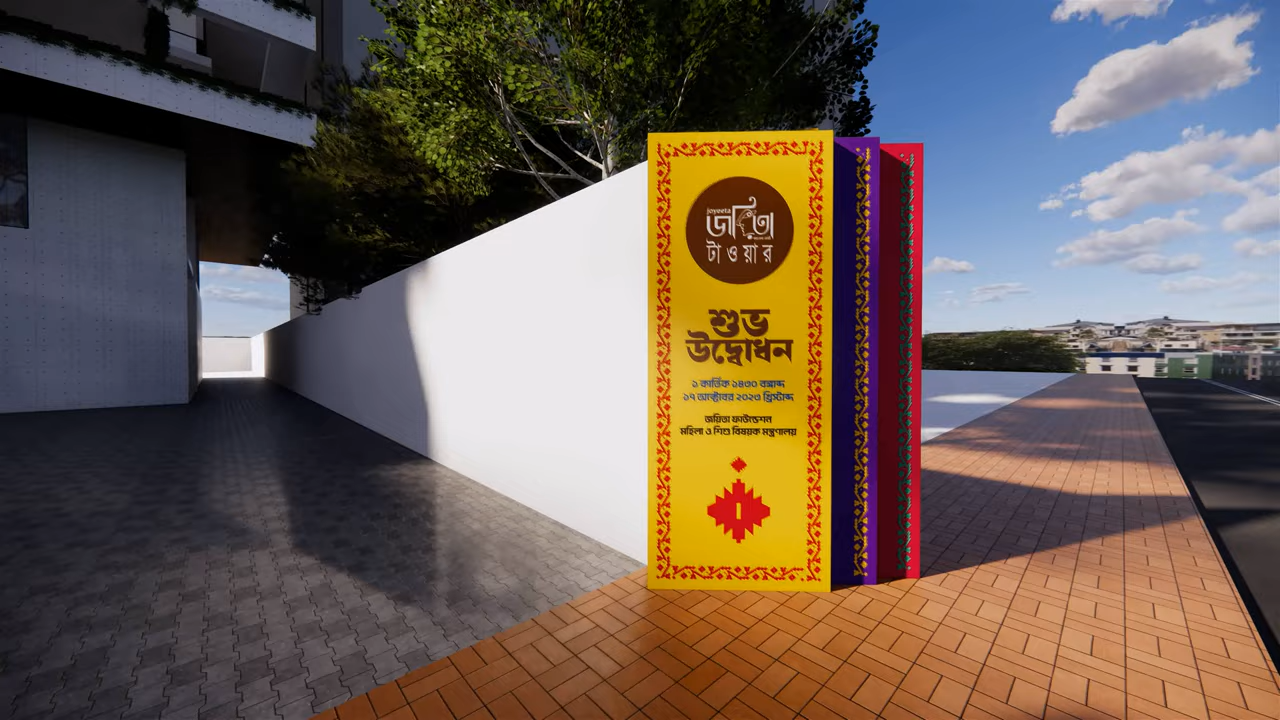 joyeeta
জয়িতা
টাওয়ার
শুভ
উদ্বোধন
১ কার্তিক ১৪৩০ বঙ্গাব্দ
১৭ অক্টোবর ২০২৩ খ্রিস্টাব্দ
জয়িতা ফাউন্ডেশন
মহিলা ও শিশু বিষয়ক মন্ত্রণালয়